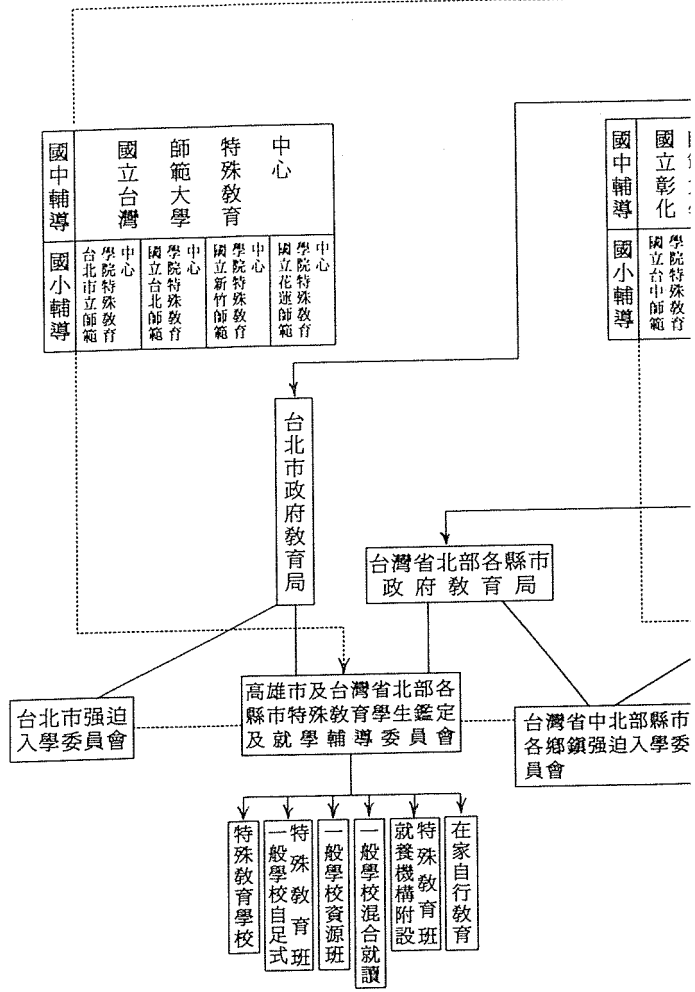 國中輔導
國立台灣
師範大學
特殊教育
中心
國小輔導
台北市立師範
學院特殊教育
中心
國立台北師範
學院特殊教育
中心
國立新竹師範
學院特殊教育
中心
國立花蓮師範
學院特殊教育
中心
國中輔導
國立彰化
國小輔導
國立台中師範
學院特殊教育
台北市政府教育局
台灣省北部各縣市
政府教育局
台北市强迫
入學委員會
高雄市及台灣省北部各
縣市特殊教育學生鑑定
及就學輔導委員會
台灣省中北部縣市
各鄉鎮强迫入學委
員會
特殊教育學校
一般學校自足式
特殊教育班
一般學校資源班
一般學校混合就讀
就養機構附設
特殊教育班
在家自行教育